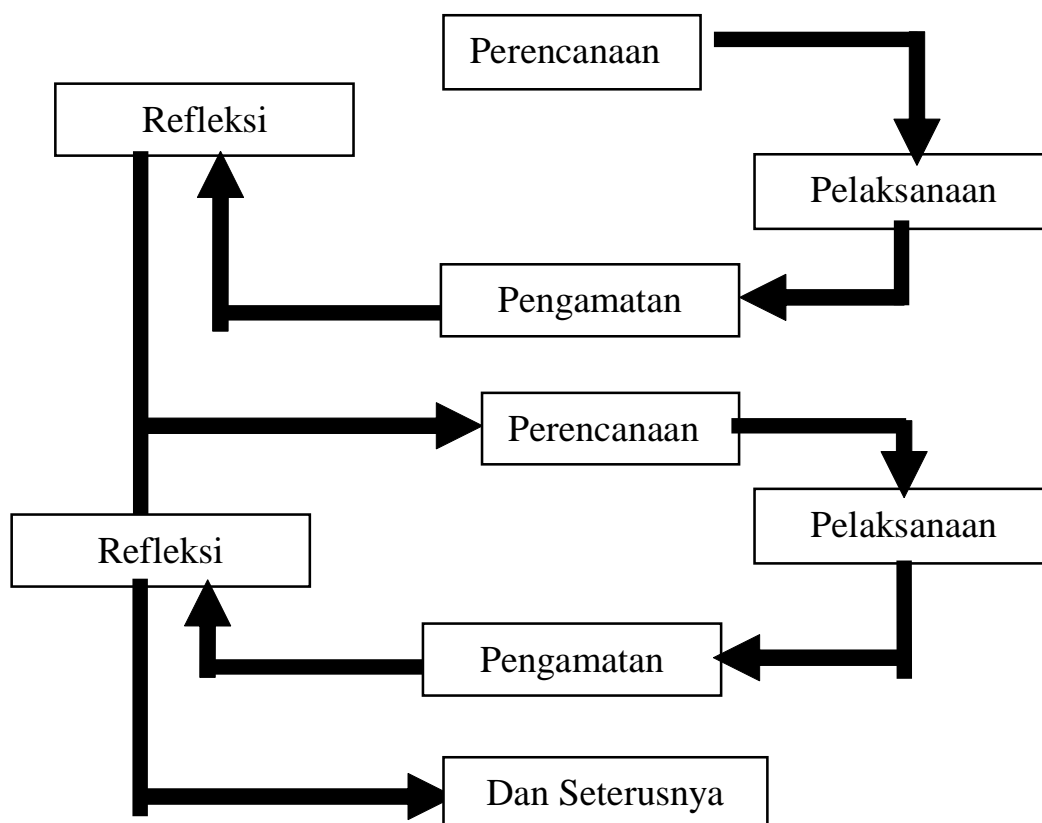 Perencanaan
Refleksi
Pelaksanaan
Pengamatan
Perencanaan
Pelaksanaan
Refleksi
Pengamatan
Dan Seterusnya